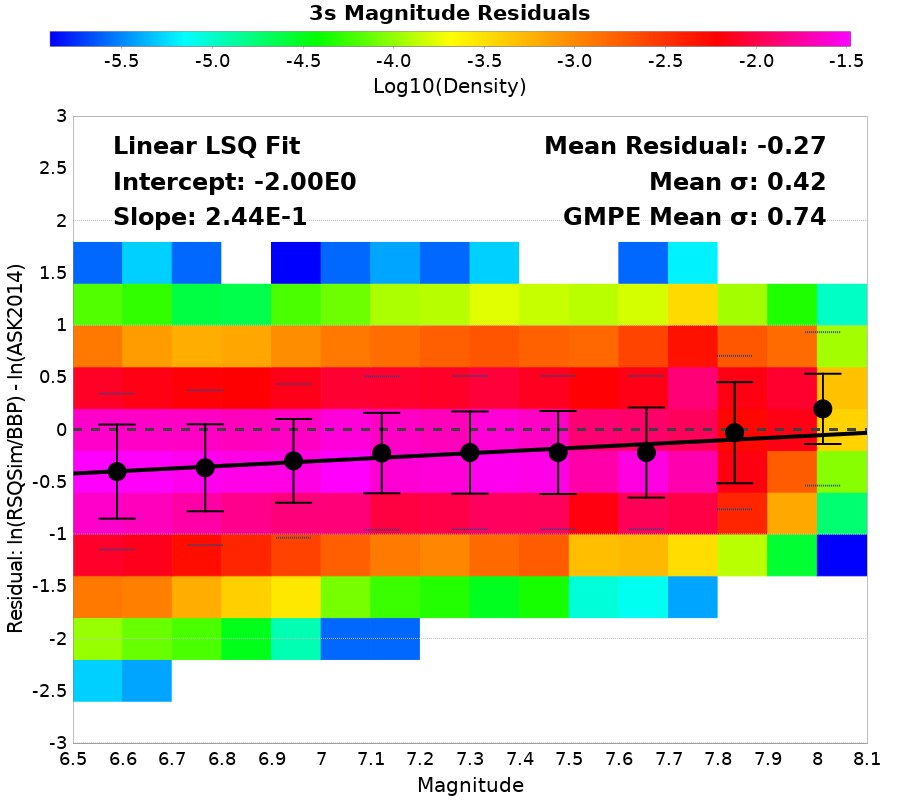 3s Magnitude Residuals
-5.5 -5.0 -4.5 -4.0 -3.5 -3.0 -2.5 -2.0 -1.5
Log10(Density)
Linear LSQ Fit
Intercept: -2.00E0
Slope: 2.44E-1
Mean Residual: -0.27
Mean σ: 0.42
GMPE Mean σ: 0.74
Residual: ln(RSQSim/BBP) - ln(ASK2014)
3
2.5
2
1.5
1
0.5
0
-0.5
-1
-1.5
-2
-2.5
-3
6.5 6.6 6.7 6.8 6.9 7 7.1 7.2 7.3 7.4 7.5 7.6 7.7 7.8 7.9 8 8.1
Magnitude